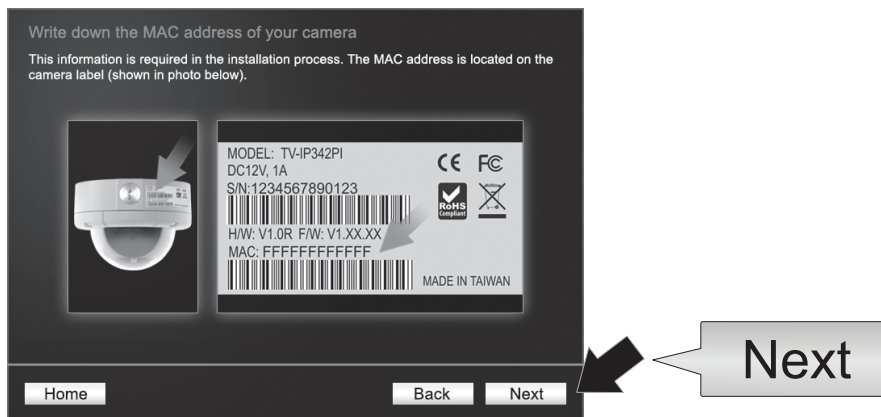 Write down the MAC address of your camera
This information is required in the installation process. The MAC address is located on the
camera label (shown in photo below).
MODEL: TV-IP342PI
DC12V, 1A
S/N:1234567890123
H/W: V1.0R F/W: V1.XX.XX
MAC: FFFFFFFFFFFF
CE FC
RoHS
Compliant
MADE IN TAIWAN
Home
Back
Next
Next